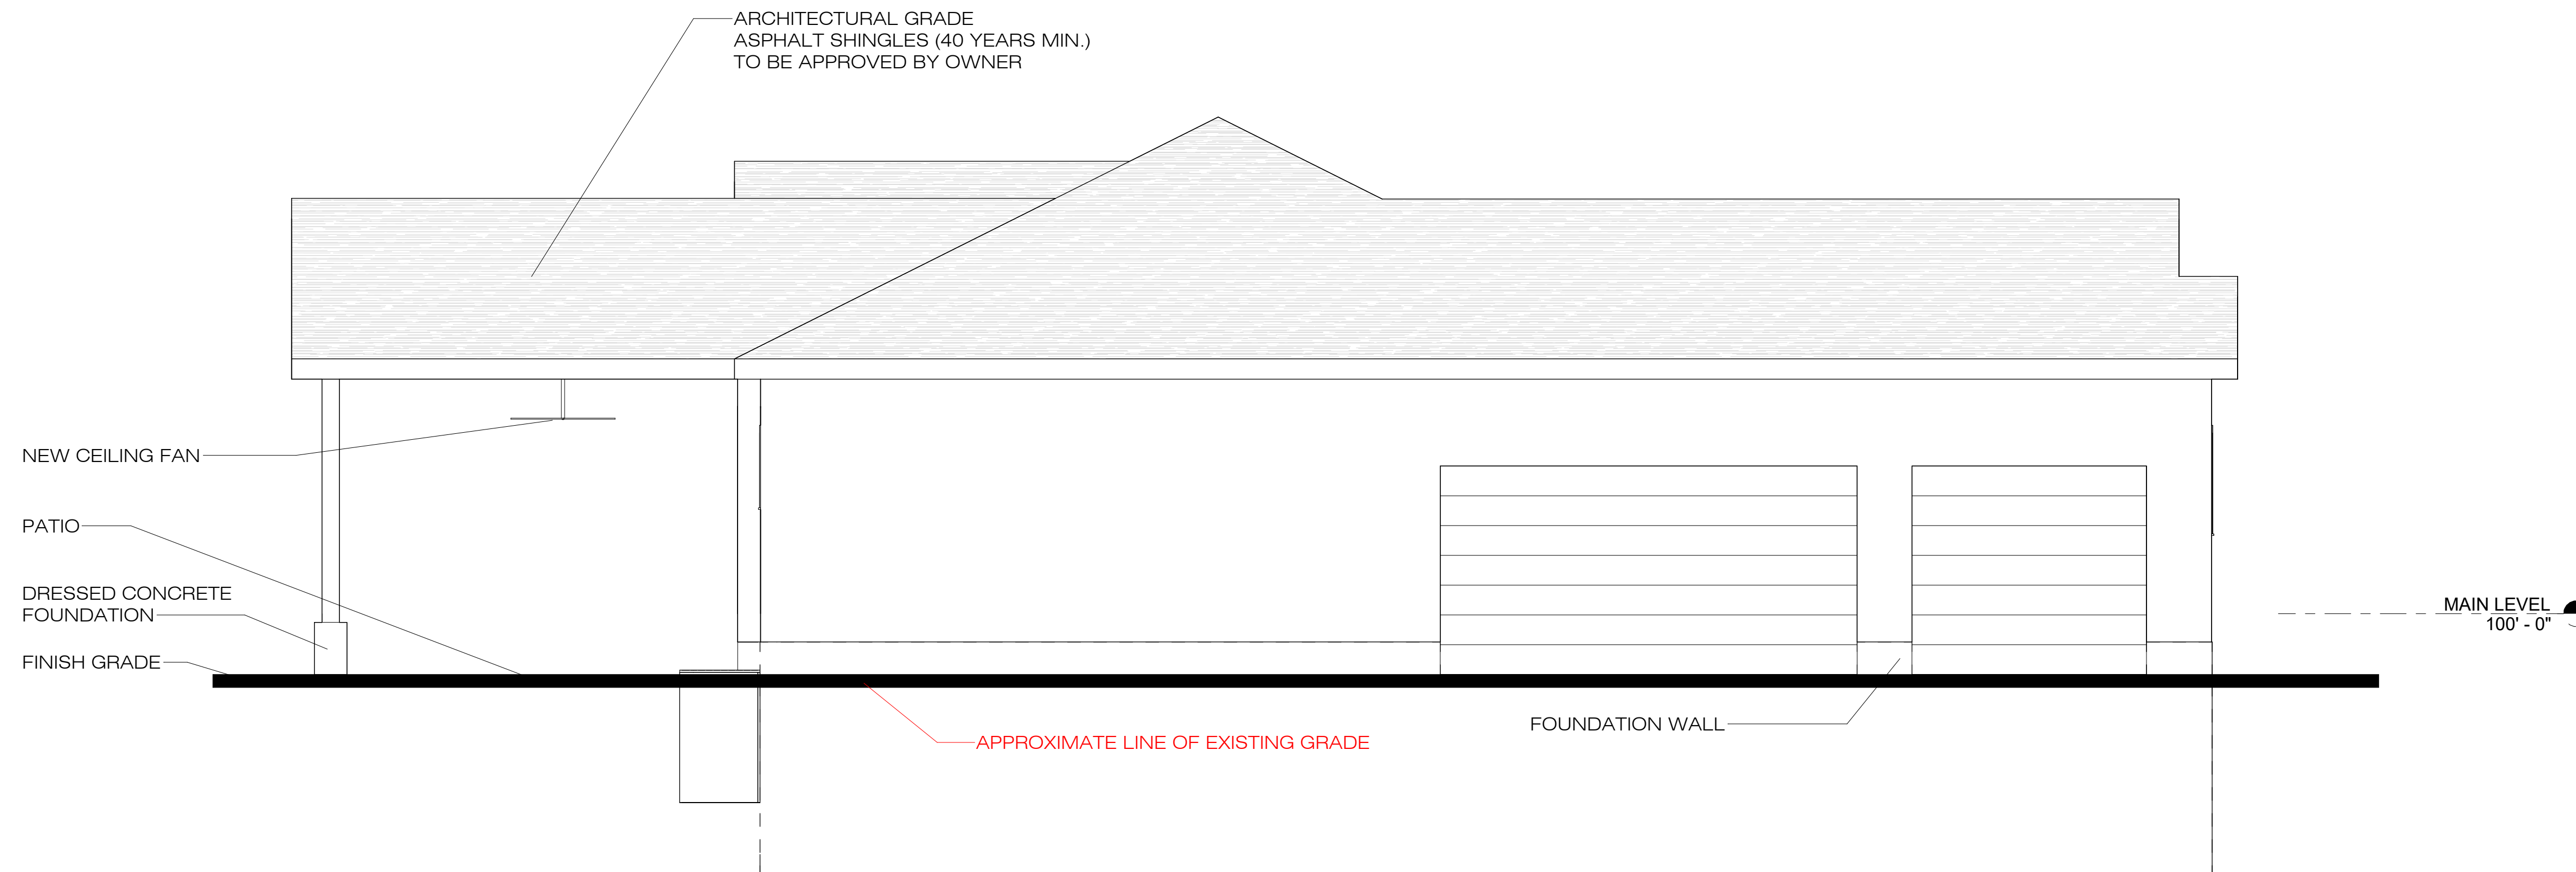 ARCHITECTURAL GRADE
ASPHALT SHINGLES (40 YEARS MIN.)
TO BE APPROVED BY OWNER
NEW CEILING FAN
PATIO
DRESSED CONCRETE
FOUNDATION
FINISH GRADE
MAIN LEVEL
100' - 0"
FOUNDATION WALL
APPROXIMATE LINE OF EXISTING GRADE